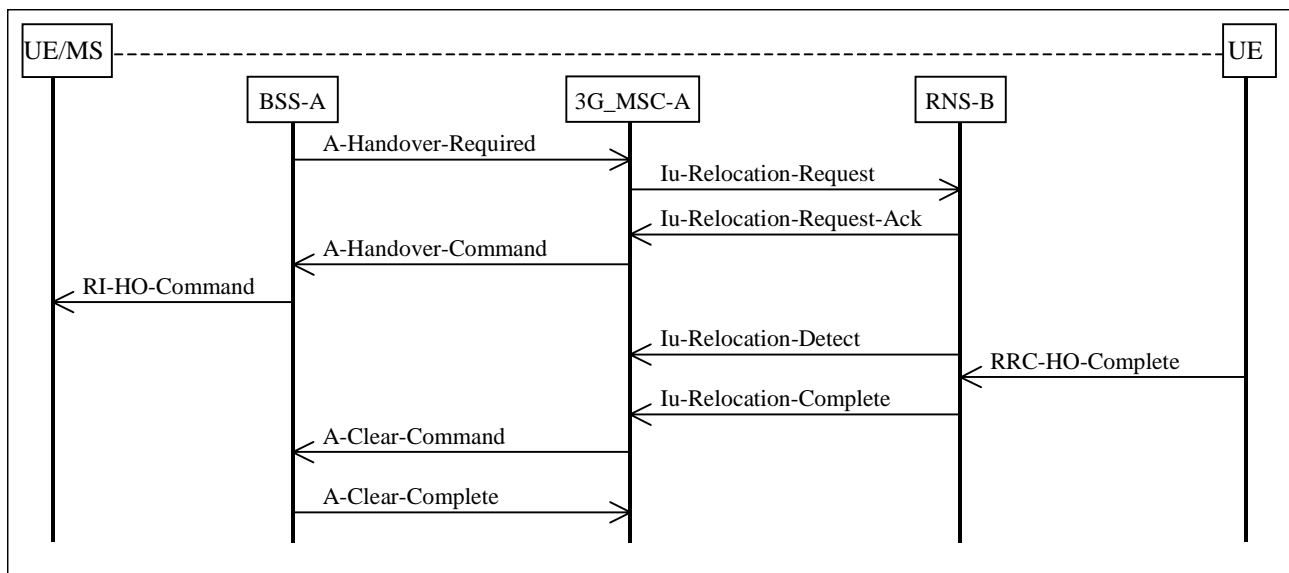 UE/MS
UE
BSS-A
3G_MSC-A
RNS-B
A-Handover-Required
Iu-Relocation-Request
Iu-Relocation-Request-Ack
A-Handover-Command
RI-HO-Command
Iu-Relocation-Detect
RRC-HO-Complete
Iu-Relocation-Complete
A-Clear-Command
A-Clear-Complete